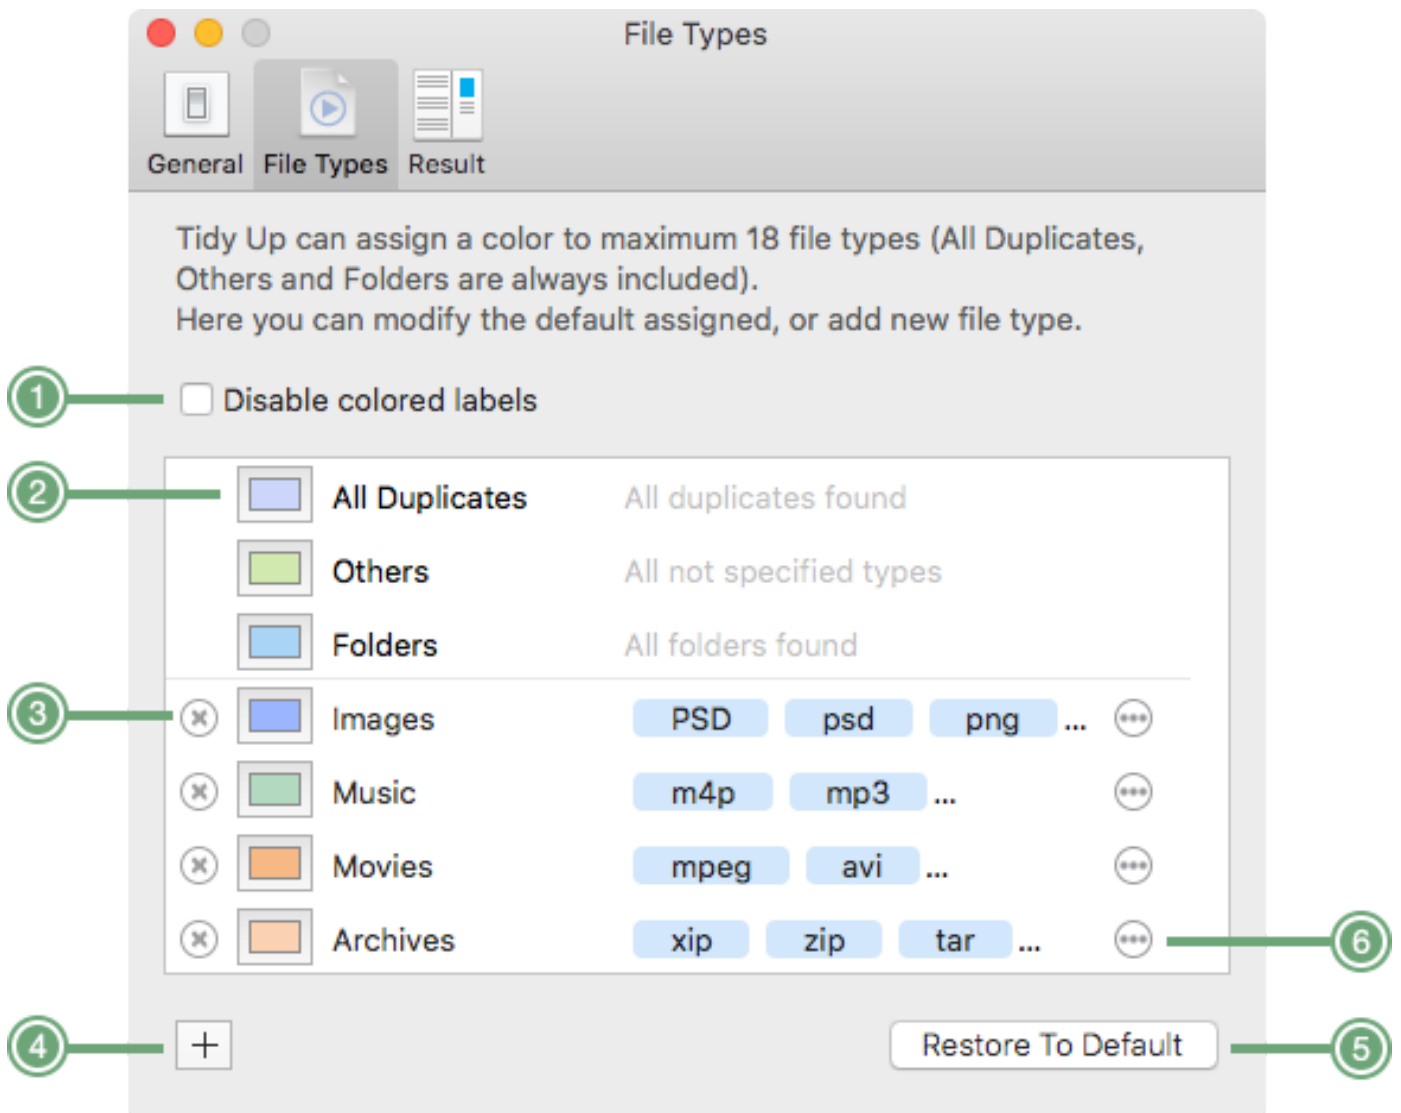 File Types
General File Types Result
Tidy Up can assign a color to maximum 18 file types (All Duplicates,
Others and Folders are always included).
Here you can modify the default assigned, or add new file type.
1 Disable colored labels
2 All Duplicates All duplicates found
Others All not specified types
Folders All folders found
3 Images PSD psd png ...
Music m4p mp3 ...
Movies mpeg avi ...
Archives xip zip tar ... 6
4 + Restore To Default 5